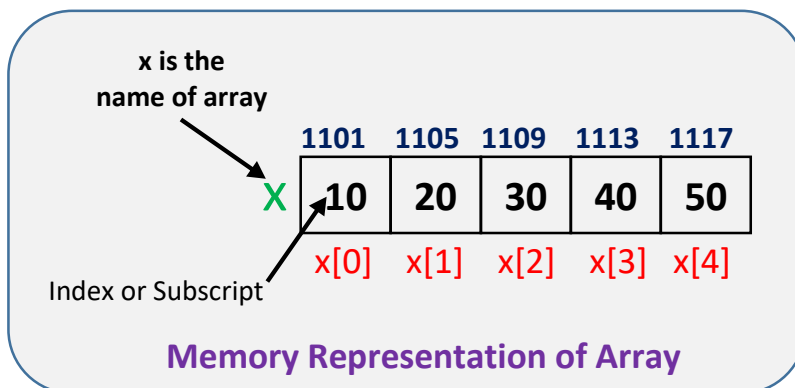 x is the
name of array
1101 1105 1109 1113 1117
X 10 20 30 40 50
x[0] x[1] x[2] x[3] x[4]
Index or Subscript
Memory Representation of Array